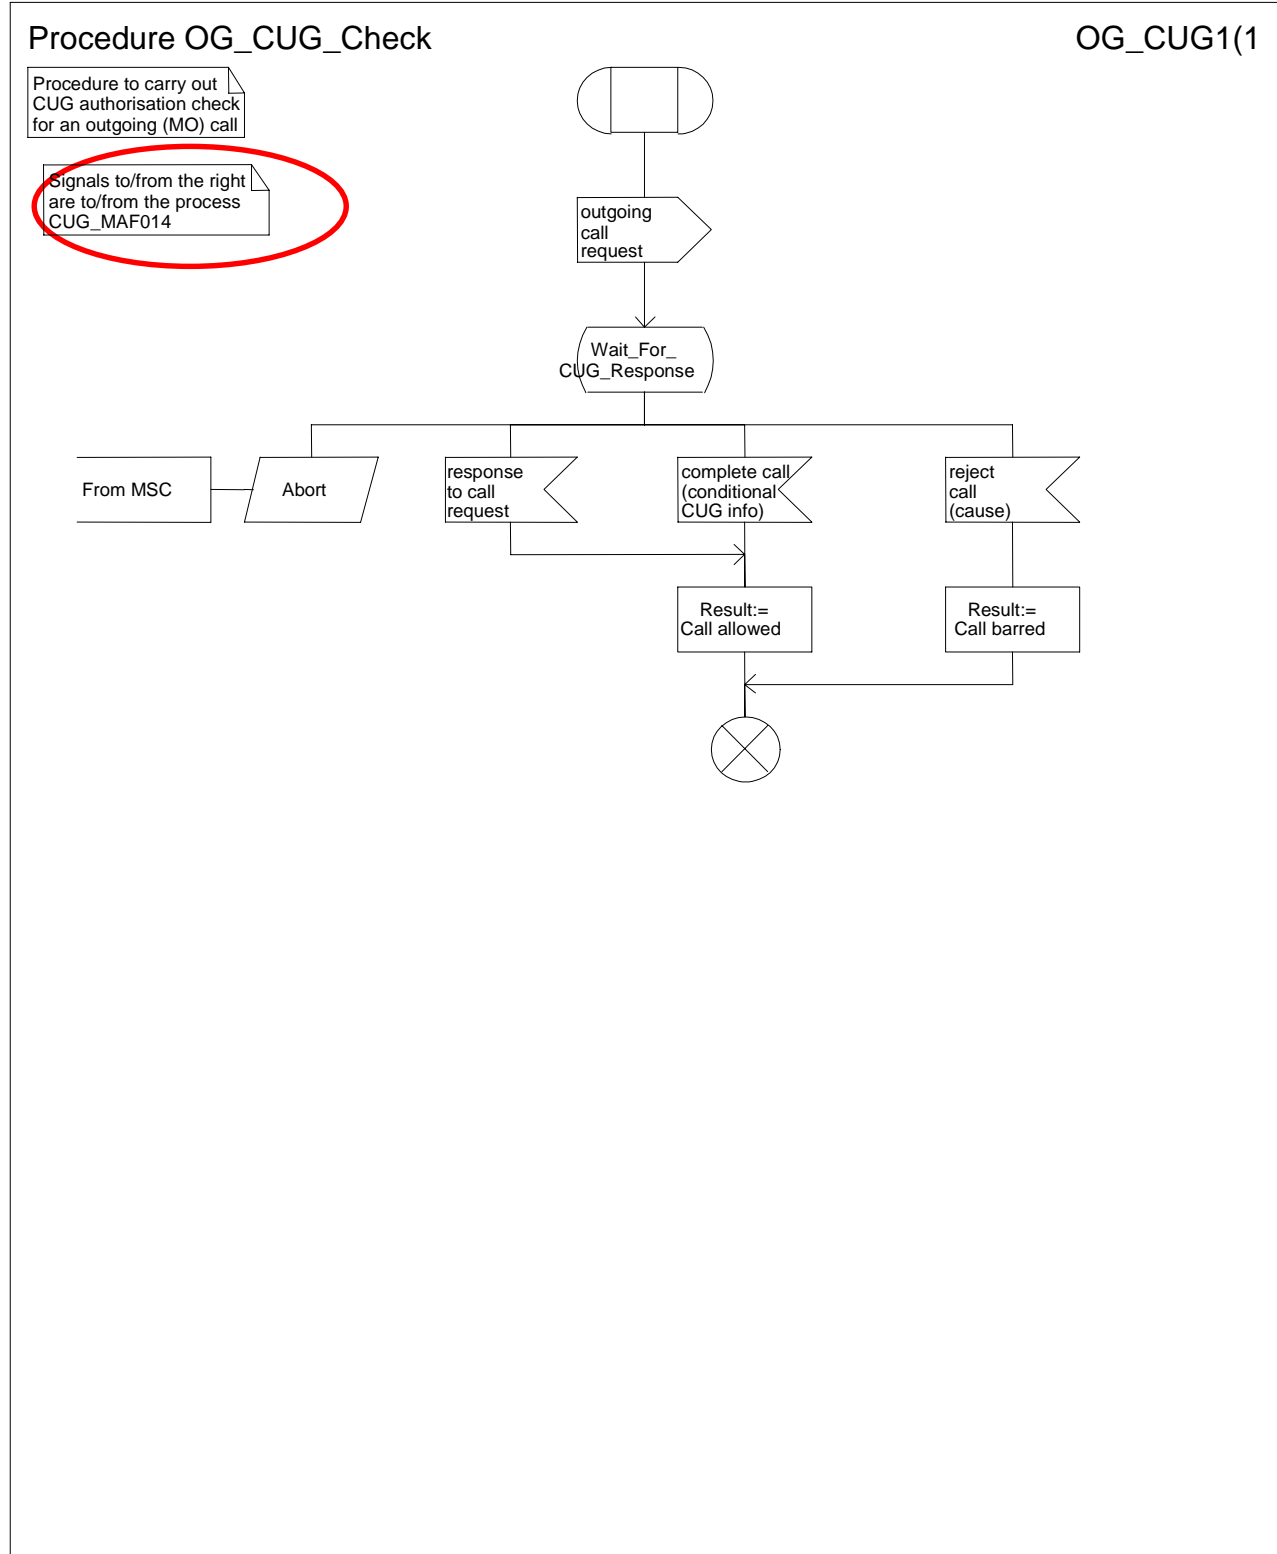 Procedure OG_CUG_Check
OG_CUG1(1
Procedure to carry out
CUG authorisation check
for an outgoing (MO) call
Signals to/from the right
are to/from the process
CUG_MAF014
outgoing
call
request
Wait_For_
CUG_Response
From MSC
Abort
response
to call
request
complete call
(conditional
CUG info)
reject
call
(cause)
Result:=
Call allowed
Result:=
Call barred